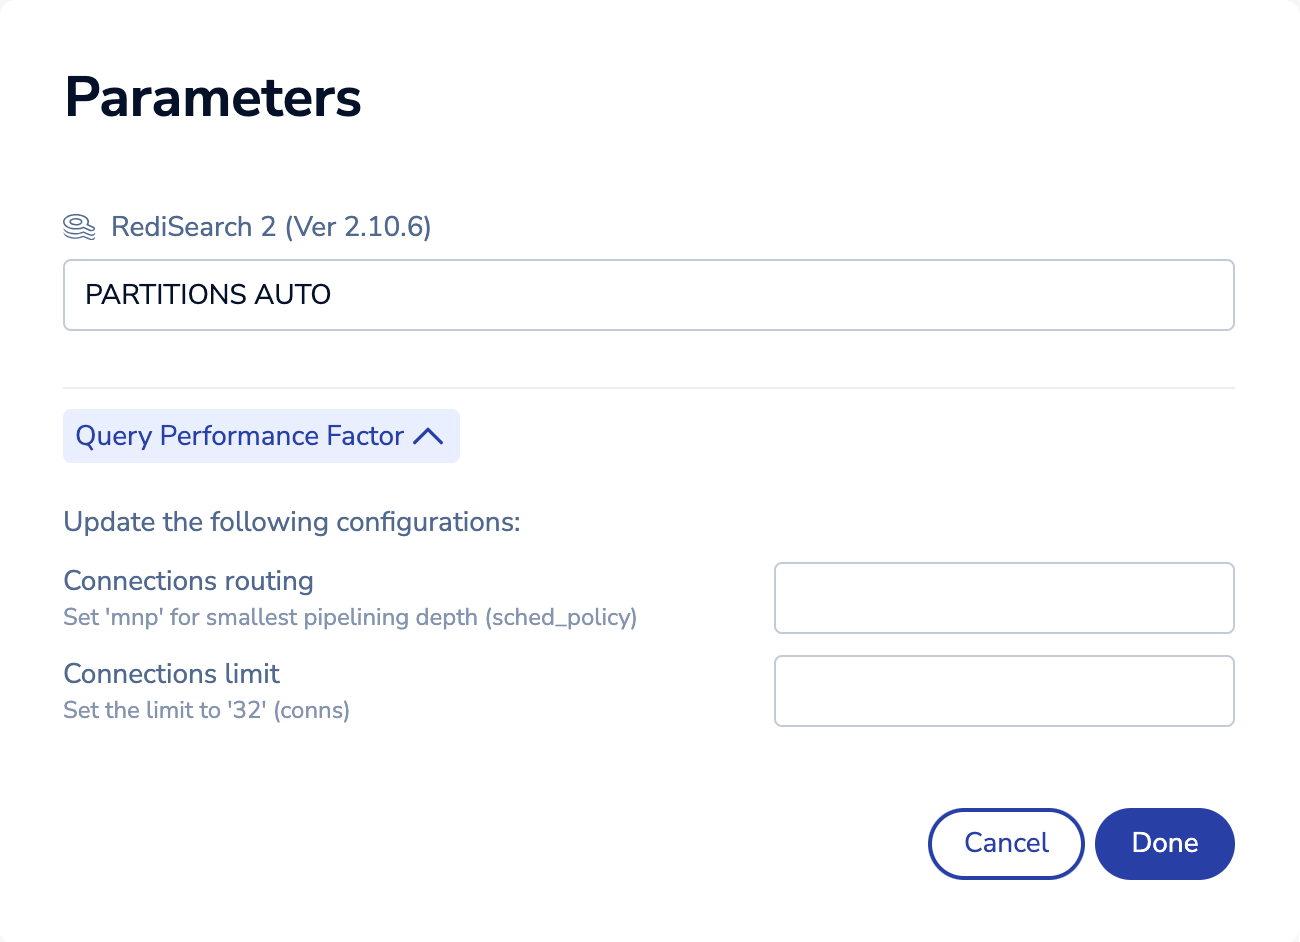 Parameters
RediSearch 2 (Ver 2.10.6)
PARTITIONS AUTO
Query Performance Factor
Update the following configurations:
Connections routing
Set 'mnp' for smallest pipelining depth (sched_policy)
Connections limit
Set the limit to '32' (conns)
Cancel Done